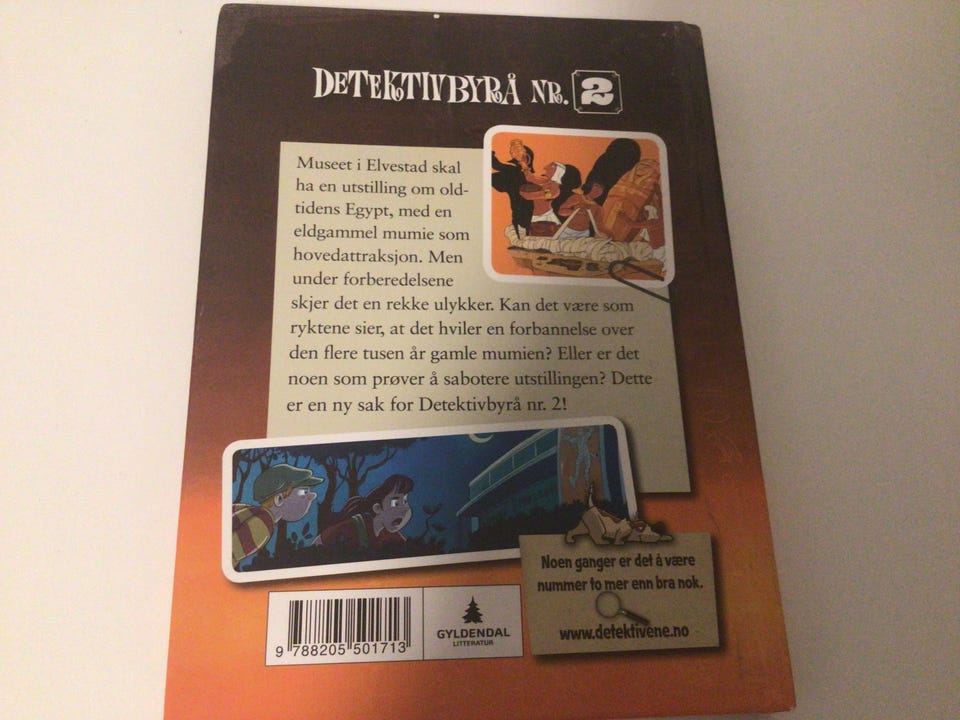 DETEKTIVBYRÅ NR. 2
Museet i Elvestad skal
ha en utstilling om old-
tidens Egypt, med en
eldgammel mumie som
hovedattraksjon. Men
under forberedelsene
skjer det en rekke ulykker. Kan det være som
ryktene sier, at det hviler en forbannelse over
den flere tusen år gamle mumien? Eller er det
noen som prøver å sabotere utstillingen? Dette
er en ny sak for Detektivbyrå nr. 2!
Noen ganger er det å være
nummer to mer enn bra nok.
www.detektivene.no
GYLDENDAL
LITTERATUR
9 788205 501713